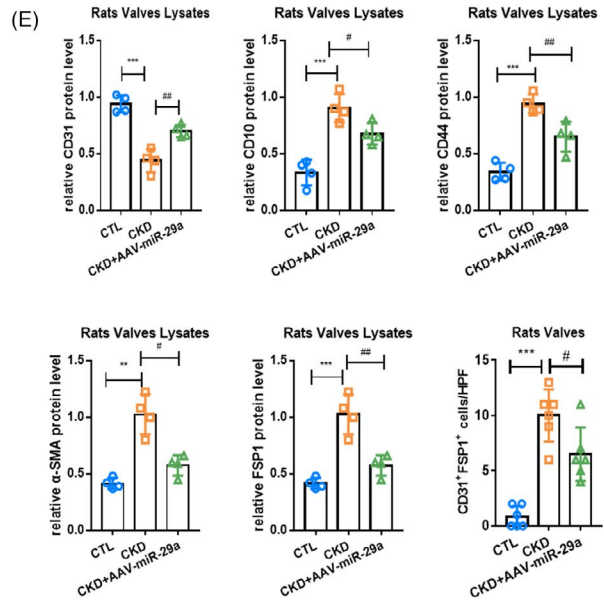 (E)
Rats Valves Lysates
relative CD31 protein level
1.5
1.0
0.5
0.0
***
##
CTL
CKD
CKD+AAV-miR-29a
Rats Valves Lysates
relative CD10 protein level
1.5
1.0
0.5
0.0
***
#
CTL
CKD
CKD+AAV-miR-29a
Rats Valves Lysates
relative CD44 protein level
1.5
1.0
0.5
0.0
***
##
CTL
CKD
CKD+AAV-miR-29a
Rats Valves Lysates
relative α-SMA protein level
1.5
1.0
0.5
0.0
**
#
CTL
CKD
CKD+AAV-miR-29a
Rats Valves Lysates
relative FSP1 protein level
1.5
1.0
0.5
0.0
***
##
CTL
CKD
CKD+AAV-miR-29a
Rats Valves
CD31⁺FSP1⁺ cells/HPF
15
10
5
0
***
#
CTL
CKD
CKD+AAV-miR-29a